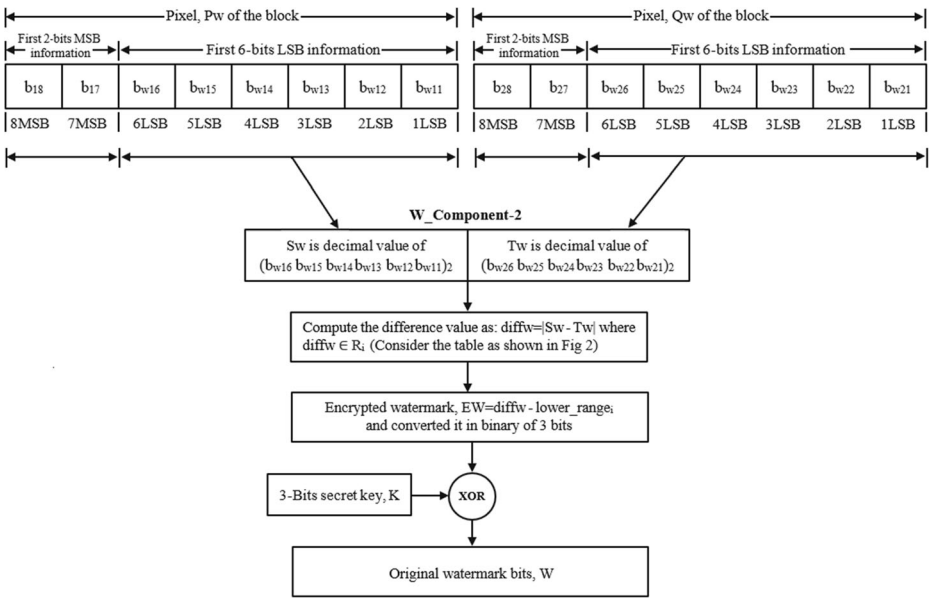 Pixel, Pw of the block
Pixel, Qw of the block
First 2-bits MSB
information
First 6-bits LSB information
First 2-bits MSB
information
First 6-bits LSB information
b18 b17 bw16 bw15 bw14 bw13 bw12 bw11
b28 b27 bw26 bw25 bw24 bw23 bw22 bw21
8MSB 7MSB 6LSB 5LSB 4LSB 3LSB 2LSB 1LSB
8MSB 7MSB 6LSB 5LSB 4LSB 3LSB 2LSB 1LSB
W_Component-2
Sw is decimal value of
(bw16 bw15 bw14 bw13 bw12 bw11)2
Tw is decimal value of
(bw26 bw25 bw24 bw23 bw22 bw21)2
Compute the difference value as: diffw=|Sw - Tw| where
diffw ∈ Ri (Consider the table as shown in Fig 2)
Encrypted watermark, EW=diffw - lower_rangei
and converted it in binary of 3 bits
3-Bits secret key, K
XOR
Original watermark bits, W